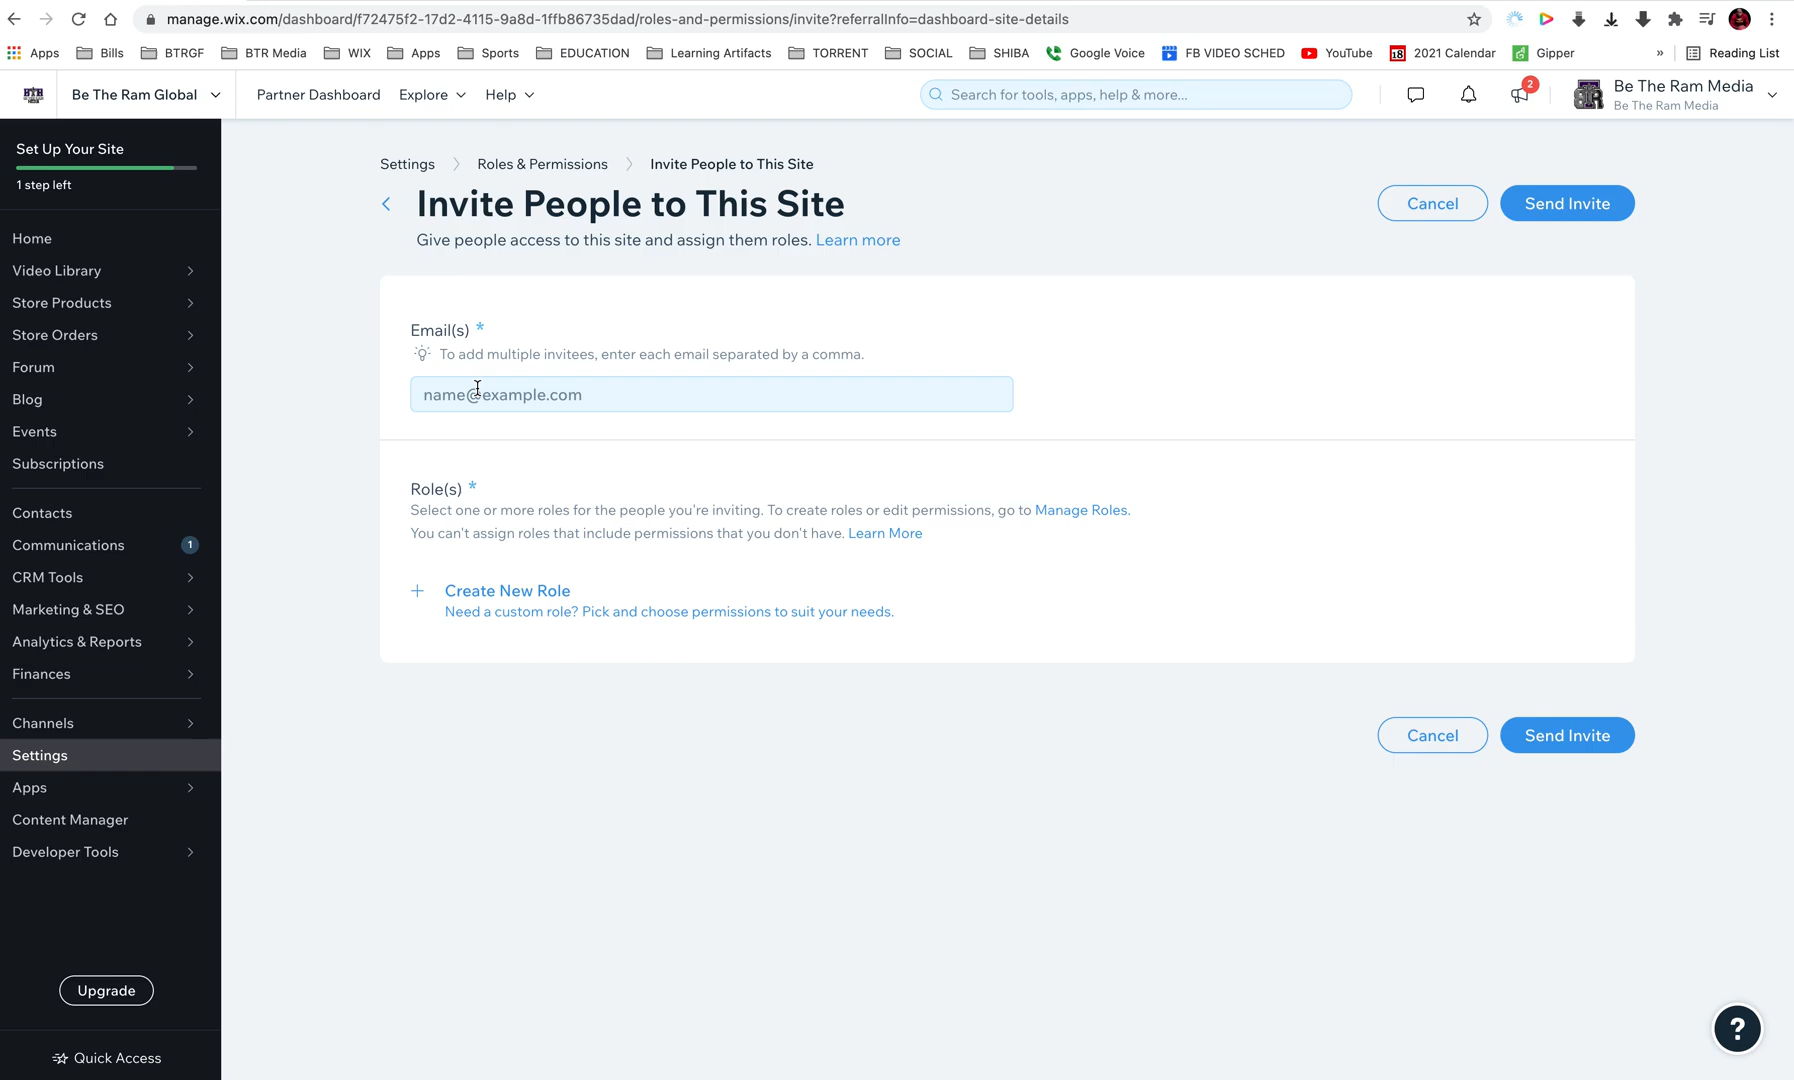 manage.wix.com/dashboard/f72475f2-17d2-4115-9a8d-1ffb86735dad/roles-and-permissions/invite?referralInfo=dashboard-site-details
Apps Bills BTRGF BTR Media WIX Apps Sports EDUCATION Learning Artifacts TORRENT SOCIAL SHIBA Google Voice FB VIDEO SCHED YouTube 18 2021 Calendar Gipper » Reading List
Be The Ram Global Partner Dashboard Explore Help Search for tools, apps, help & more... 2 Be The Ram Media
Be The Ram Media
Set Up Your Site
1 step left
Home
Video Library
Store Products
Store Orders
Forum
Blog
Events
Subscriptions
Contacts
Communications 1
CRM Tools
Marketing & SEO
Analytics & Reports
Finances
Channels
Settings
Apps
Content Manager
Developer Tools
Upgrade
Quick Access
Settings Roles & Permissions Invite People to This Site
Invite People to This Site
Cancel Send Invite
Give people access to this site and assign them roles. Learn more
Email(s) *
To add multiple invitees, enter each email separated by a comma.
name@example.com
Role(s) *
Select one or more roles for the people you're inviting. To create roles or edit permissions, go to Manage Roles.
You can't assign roles that include permissions that you don't have. Learn More
+ Create New Role
Need a custom role? Pick and choose permissions to suit your needs.
Cancel Send Invite
?